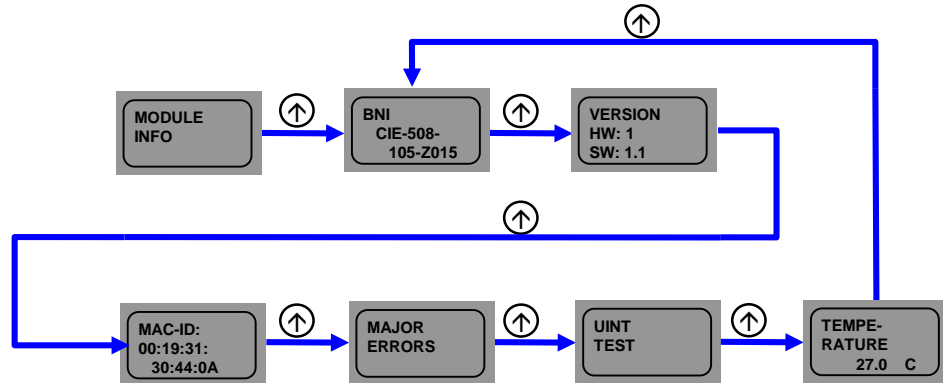 MODULE
INFO
BNI
CIE-508-
105-Z015
VERSION
HW: 1
SW: 1.1
MAC-ID:
00:19:31:
30:44:0A
MAJOR
ERRORS
UINT
TEST
TEMPE-
RATURE
27.0 C